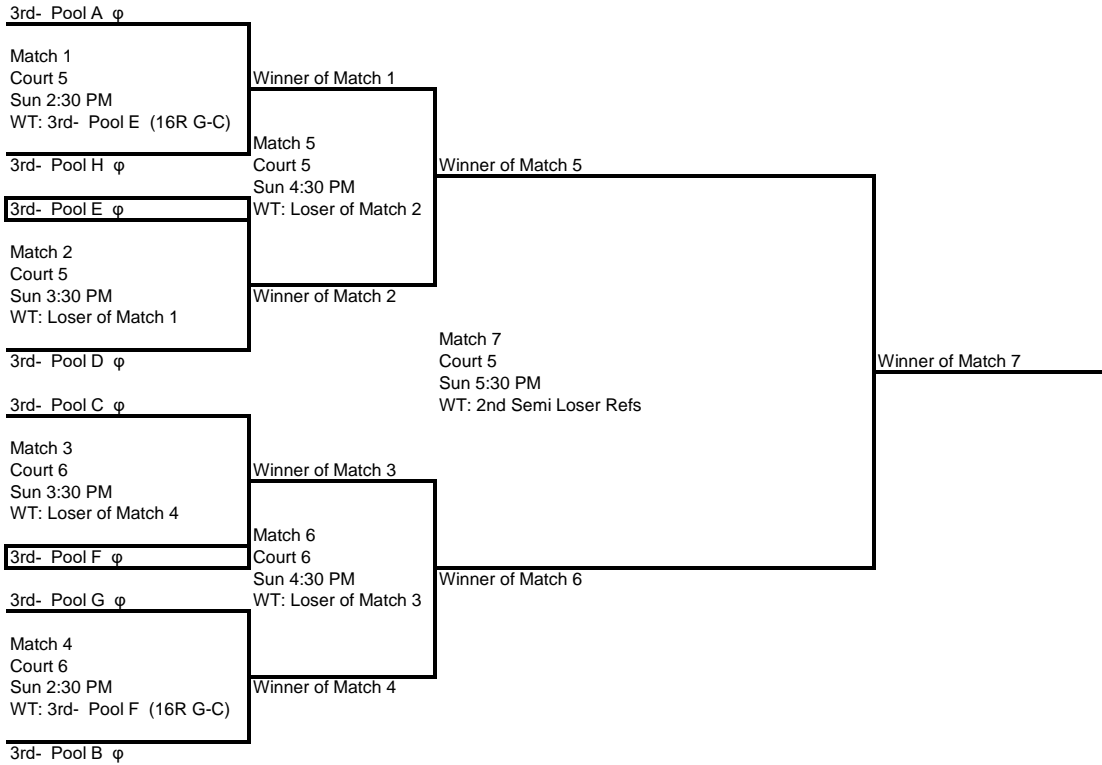 3rd- Pool A φ
Match 1
Court 5
Sun 2:30 PM
WT: 3rd- Pool E (16R G-C)
3rd- Pool H φ
Winner of Match 1
3rd- Pool E φ
Match 2
Court 5
Sun 3:30 PM
WT: Loser of Match 1
3rd- Pool D φ
Winner of Match 2
Match 5
Court 5
Sun 4:30 PM
WT: Loser of Match 2
Winner of Match 5
3rd- Pool C φ
Match 3
Court 6
Sun 3:30 PM
WT: Loser of Match 4
3rd- Pool F φ
Winner of Match 3
3rd- Pool G φ
Match 4
Court 6
Sun 2:30 PM
WT: 3rd- Pool F (16R G-C)
3rd- Pool B φ
Winner of Match 4
Match 6
Court 6
Sun 4:30 PM
WT: Loser of Match 3
Winner of Match 6
Match 7
Court 5
Sun 5:30 PM
WT: 2nd Semi Loser Refs
Winner of Match 7